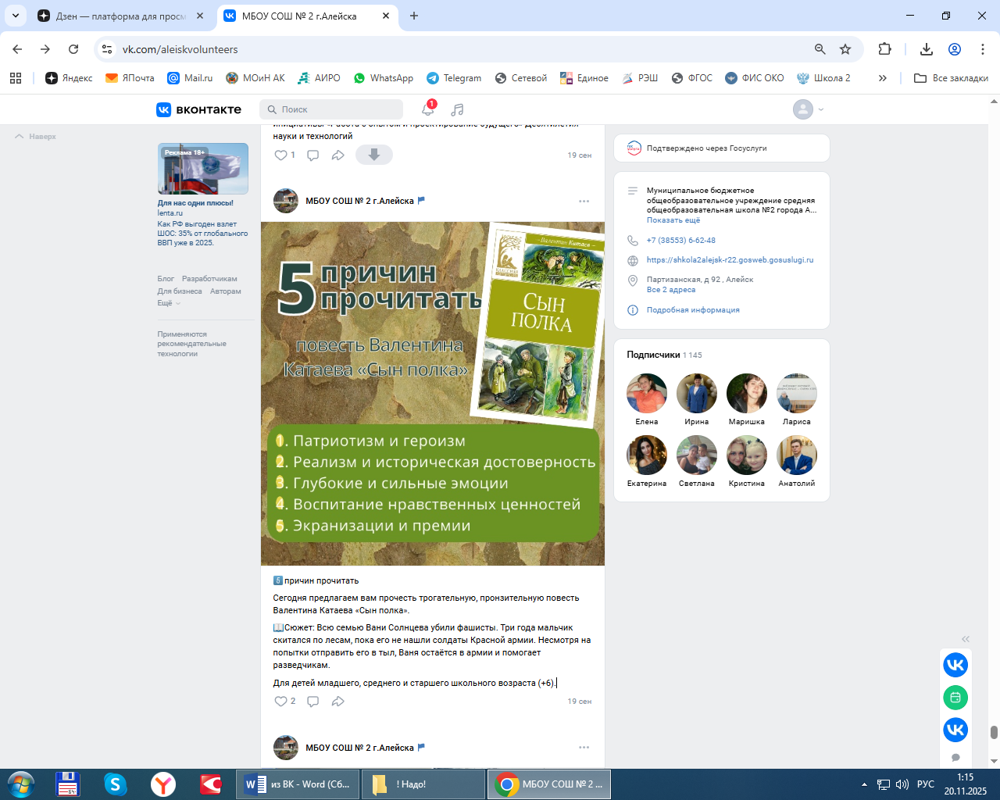 Дзен — платформа для просм
МБОУ СОШ № 2 г.Алейска
vk.com/aleiskvolunteers
Яндекс
ЯПочта
Mail.ru
МОиН АК
АИРО
WhatsApp
Telegram
Сетевой
Единое
РЭШ
ФГОС
ФИС ОКО
Школа 2
Все закладки
вконтакте
Поиск
1
Наверх
Реклама 18+
Для нас одни плюсы!
lenta.ru
Как РФ выгоден взлет
ШОС: 35% от глобального
ВВП уже в 2025.
Блог Разработчикам
Для бизнеса Авторам
Ещё
Применяются
рекомендательные
технологии
инициативы «Работа с опытом и проектирование будущего» Десятилетия
науки и технологий
1
19 сен
МБОУ СОШ № 2 г.Алейска
5 причин
прочитать
повесть Валентина
Катаева «Сын полка»
Валентин Катаев
СЫН
ПОЛКА
1. Патриотизм и героизм
2. Реализм и историческая достоверность
3. Глубокие и сильные эмоции
4. Воспитание нравственных ценностей
5. Экранизации и премии
5 причин прочитать
Сегодня предлагаем вам прочесть трогательную, пронзительную повесть
Валентина Катаева «Сын полка».
Сюжет: Всю семью Вани Солнцева убили фашисты. Три года мальчик
скитался по лесам, пока его не нашли солдаты Красной армии. Несмотря на
попытки отправить его в тыл, Ваня остаётся в армии и помогает
разведчикам.
Для детей младшего, среднего и старшего школьного возраста (+6).
2
19 сен
МБОУ СОШ № 2 г.Алейска
Подтверждено через Госуслуги
Муниципальное бюджетное
общеобразовательное учреждение средняя
общеобразовательная школа №2 города А...
Показать ещё
+7 (38553) 6-62-48
https://shkola2alejsk-r22.gosweb.gosuslugi.ru
Партизанская, д 92 , Алейск
Все 2 адреса
Подробная информация
Подписчики 1 145
Елена
Ирина
Маришка
Лариса
Екатерина
Светлана
Кристина
Анатолий
из ВК - Word (Сб...
! Надо!
МБОУ СОШ № 2 ...
РУС
1:15
20.11.2025